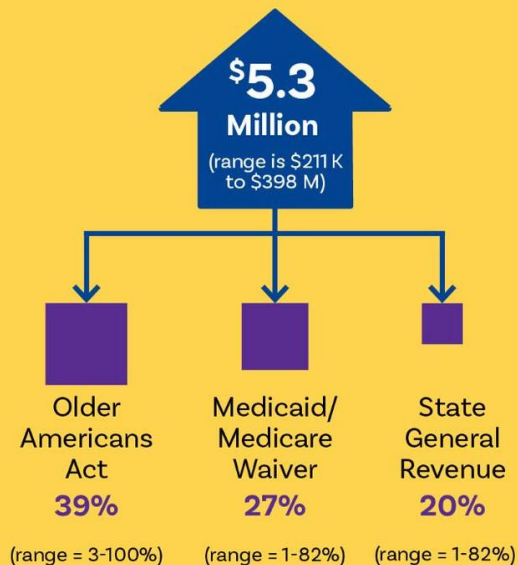 $5.3
Million
(range is $211 K
to $398 M)
Older
Americans
Act
39%
(range = 3-100%)
Medicaid/
Medicare
Waiver
27%
(range = 1-82%)
State
General
Revenue
20%
(range = 1-82%)